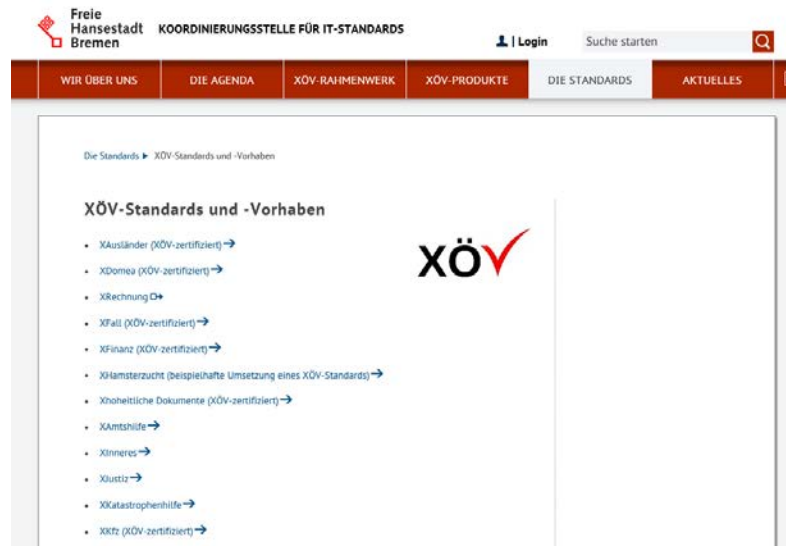 Freie
Hansestadt
Bremen
KOORDINIERUNGSSTELLE FÜR IT-STANDARDS
| Login
Suche starten
WIR ÜBER UNS
DIE AGENDA
XÖV-RAHMENWERK
XÖV-PRODUKTE
DIE STANDARDS
AKTUELLES
Die Standards XÖV-Standards und -Vorhaben
XÖV-Standards und -Vorhaben
XÖV
• XAusländer (XÖV-zertifiziert)
• XDomea (XÖV-zertifiziert)
• XRechnung
• XFall (XÖV-zertifiziert)
• XFinanz (XÖV-zertifiziert)
• XHamsterzucht (beispielhafte Umsetzung eines XÖV-Standards)
• Xhoheitliche Dokumente (XÖV-zertifiziert)
• XAmtshilfe
• XInneres
• XJustiz
• XKatastrophenhilfe
• XKfz (XÖV-zertifiziert)